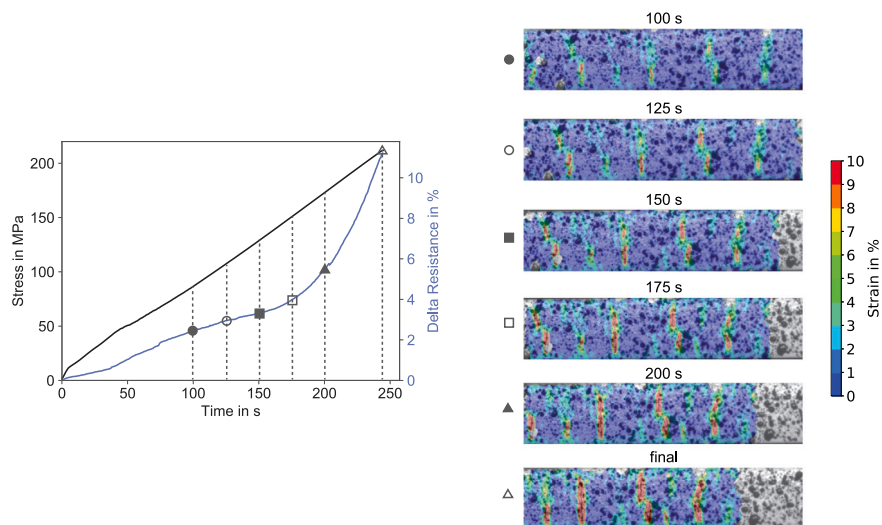 Stress in MPa
200
150
100
50
0
0
50
100
150
200
250
Time in s
10
8
6
4
2
0
Delta Resistance in %
100 s
125 s
150 s
175 s
200 s
final
10
9
8
7
6
5
4
3
2
1
0
Strain in %